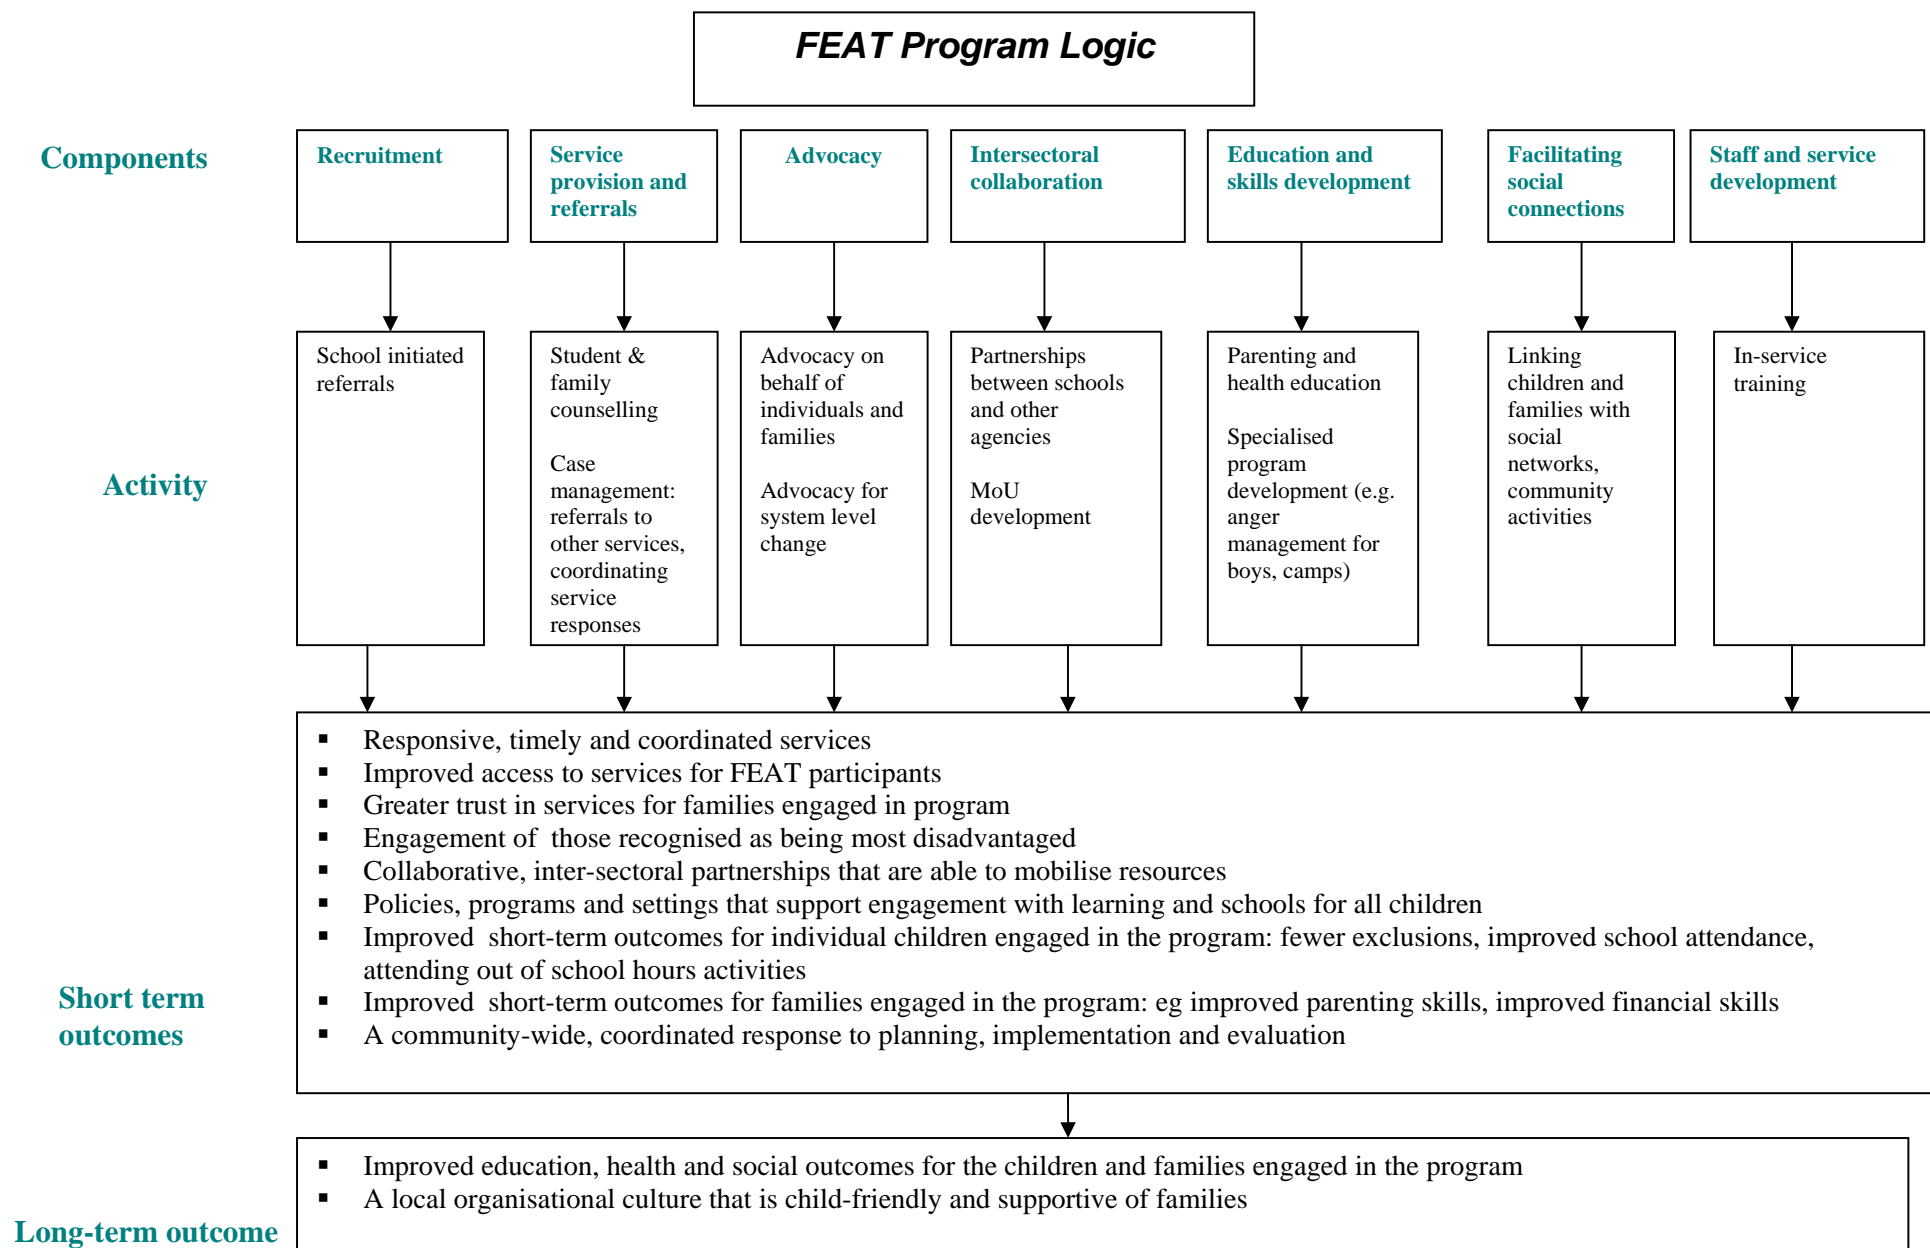 FEAT Program Logic
Components
Recruitment
Service
provision and
referrals
Advocacy
Intersectoral
collaboration
Education and
skills development
Facilitating
social
connections
Staff and service
development
Activity
School initiated
referrals
Student &
family
counselling
Case
management:
referrals to
other services,
coordinating
service
responses
Advocacy on
behalf of
individuals and
families
Advocacy for
system level
change
Partnerships
between schools
and other
agencies
MoU
development
Parenting and
health education
Specialised
program
development (e.g.
anger
management for
boys, camps)
Linking
children and
families with
social
networks,
community
activities
In-service
training
Short term
outcomes
▪ Responsive, timely and coordinated services
▪ Improved access to services for FEAT participants
▪ Greater trust in services for families engaged in program
▪ Engagement of those recognised as being most disadvantaged
▪ Collaborative, inter-sectoral partnerships that are able to mobilise resources
▪ Policies, programs and settings that support engagement with learning and schools for all children
▪ Improved short-term outcomes for individual children engaged in the program: fewer exclusions, improved school attendance,
attending out of school hours activities
▪ Improved short-term outcomes for families engaged in the program: eg improved parenting skills, improved financial skills
▪ A community-wide, coordinated response to planning, implementation and evaluation
Long-term outcome
▪ Improved education, health and social outcomes for the children and families engaged in the program
▪ A local organisational culture that is child-friendly and supportive of families